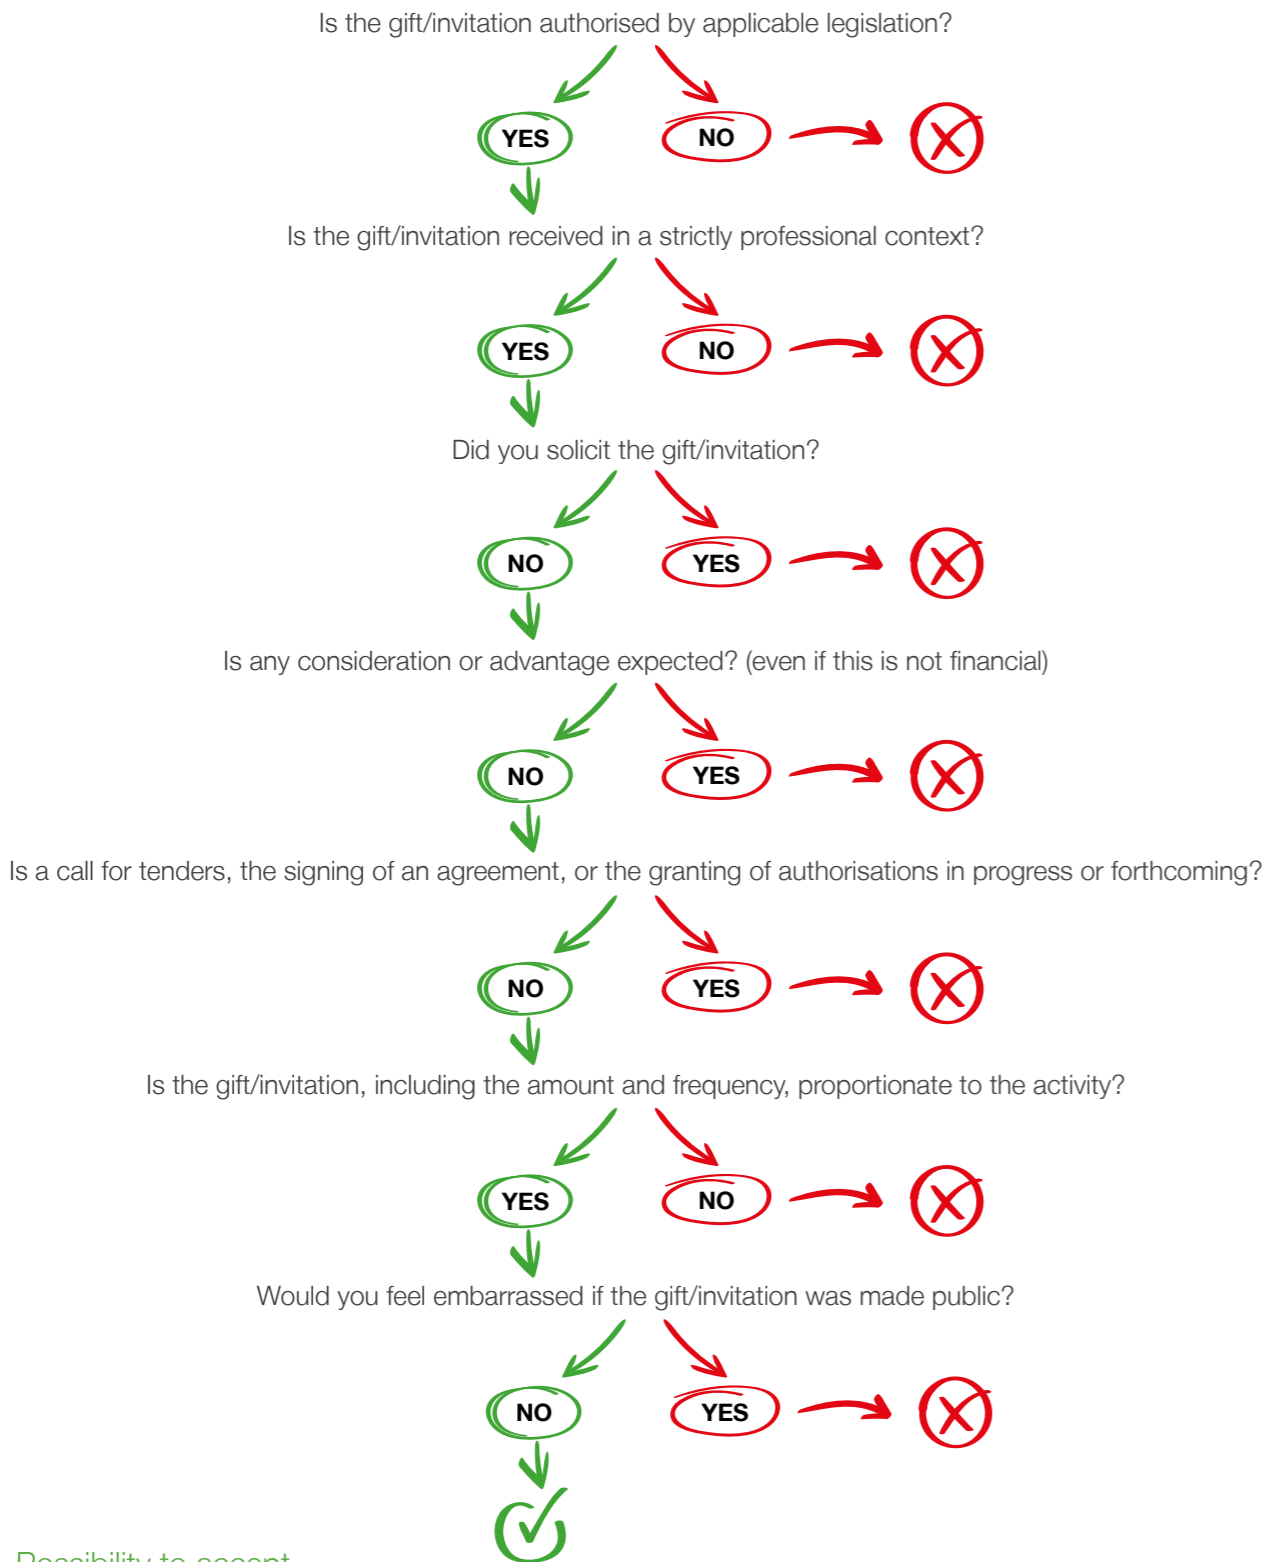 Is the gift/invitation authorised by applicable legislation?
YES NO
Is the gift/invitation received in a strictly professional context?
YES NO
Did you solicit the gift/invitation?
NO YES
Is any consideration or advantage expected? (even if this is not financial)
NO YES
Is a call for tenders, the signing of an agreement, or the granting of authorisations in progress or forthcoming?
NO YES
Is the gift/invitation, including the amount and frequency, proportionate to the activity?
YES NO
Would you feel embarrassed if the gift/invitation was made public?
NO YES
Possibility to accept